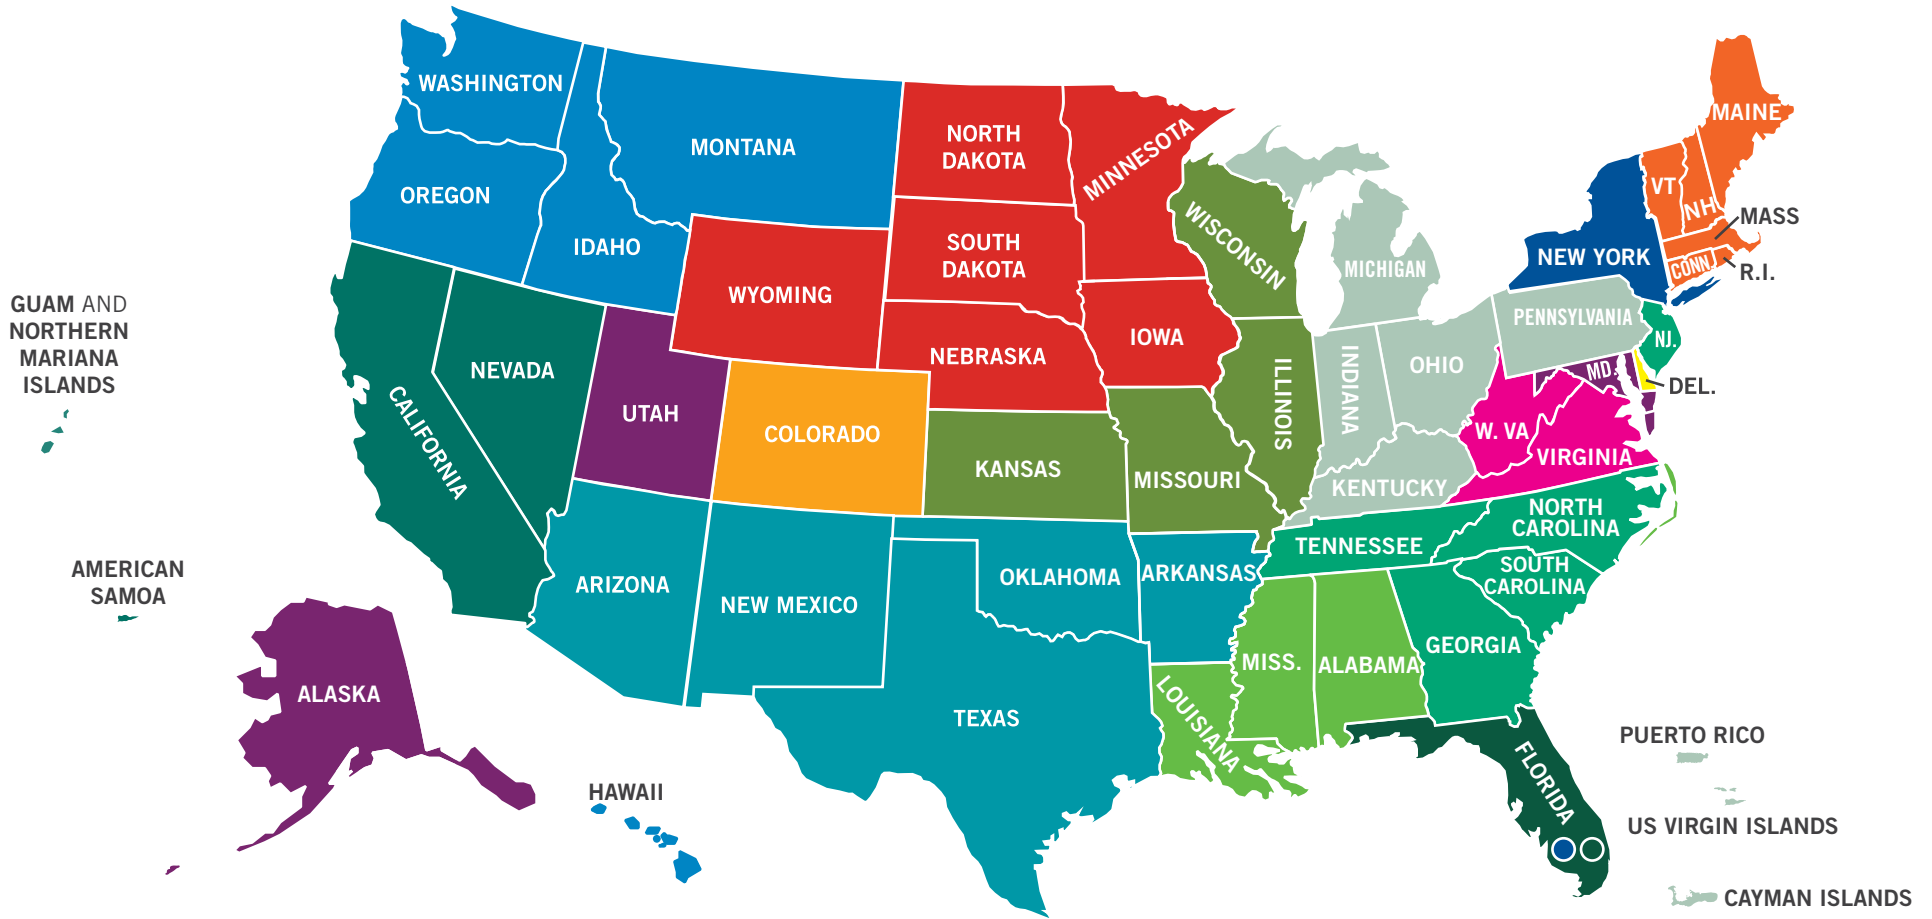 WASHINGTON
OREGON
IDAHO
MONTANA
NORTH
DAKOTA
MINNESOTA
SOUTH
DAKOTA
WYOMING
NEBRASKA
IOWA
WISCONSIN
MICHIGAN
ILLINOIS
INDIANA
OHIO
PENNSYLVANIA
NEW YORK
VT
NH
MAINE
MASS
CONN.
R.I.
NJ.
DEL.
MD.
W. VA
VIRGINIA
KENTUCKY
NORTH
CAROLINA
TENNESSEE
SOUTH
CAROLINA
GEORGIA
ALABAMA
MISS.
LOUISIANA
ARKANSAS
MISSOURI
KANSAS
COLORADO
UTAH
NEVADA
CALIFORNIA
ARIZONA
NEW MEXICO
OKLAHOMA
TEXAS
FLORIDA
GUAM AND
NORTHERN
MARIANA
ISLANDS
AMERICAN
SAMOA
ALASKA
HAWAII
PUERTO RICO
US VIRGIN ISLANDS
CAYMAN ISLANDS